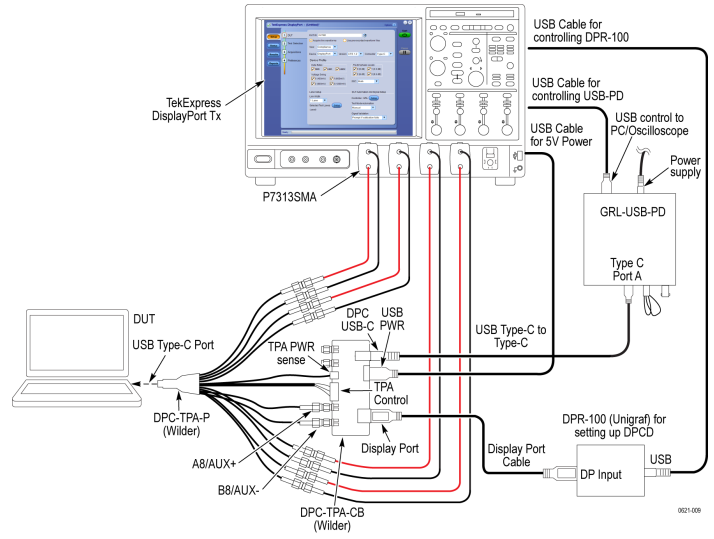 TekExpress
DisplayPort Tx
P7313SMA
USB Cable for
controlling DPR-100
USB Cable for
controlling USB-PD
USB Cable
for 5V Power
USB control to
PC/Oscilloscope
Power
supply
GRL-USB-PD
Type C
Port A
DUT
USB Type-C Port
DPC
USB-C
USB
PWR
USB Type-C to
Type-C
TPA PWR
sense
TPA
Control
DPC-TPA-P
(Wilder)
A8/AUX+
B8/AUX-
Display Port
DPC-TPA-CB
(Wilder)
DPR-100 (Unigraf) for
setting up DPCD
Display Port
Cable
DP Input
USB
0621-009